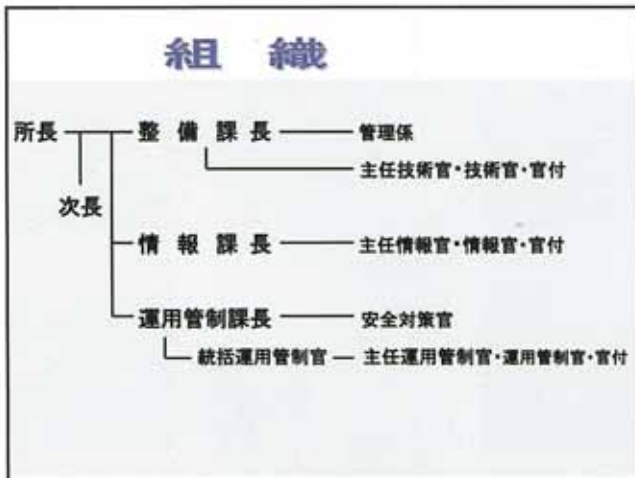 組 織
所長 整備課長 管理係
主任技術官・技術官・官付
次長
情報課長 主任情報官・情報官・官付
運用管制課長 安全対策官
統括運用管制官 主任運用管制官・運用管制官・官付